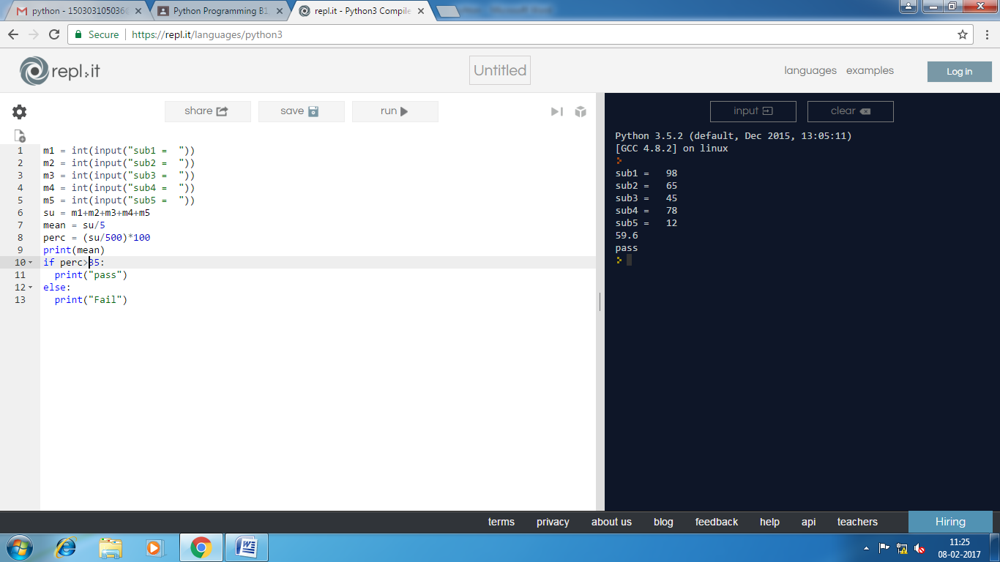 python - 150303105036@
Python Programming B1
repl.it - Python3 Compile
Secure
https://repl.it/languages/python3
repl.it
Untitled
languages
examples
Log in
share
save
run
input
clear
1 m1 = int(input("sub1 =  "))
2 m2 = int(input("sub2 =  "))
3 m3 = int(input("sub3 =  "))
4 m4 = int(input("sub4 =  "))
5 m5 = int(input("sub5 =  "))
6 su = m1+m2+m3+m4+m5
7 mean = su/5
8 perc = (su/500)*100
9 print(mean)
10 if perc>35:
11   print("pass")
12 else:
13   print("Fail")
Python 3.5.2 (default, Dec 2015, 13:05:11)
[GCC 4.8.2] on linux
sub1 =   98
sub2 =   65
sub3 =   45
sub4 =   78
sub5 =   12
59.6
pass
terms
privacy
about us
blog
feedback
help
api
teachers
Hiring
11:25
08-02-2017